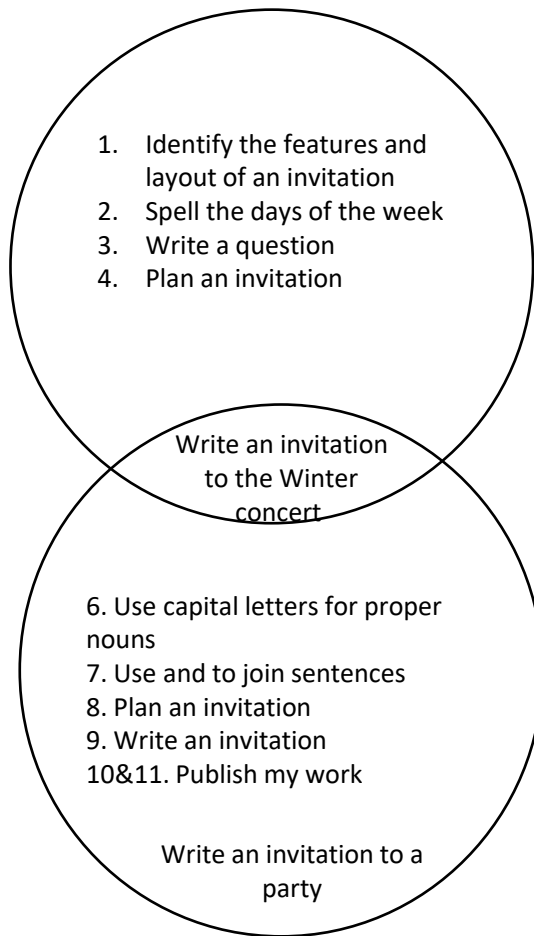 1. Identify the features and
layout of an invitation
2. Spell the days of the week
3. Write a question
4. Plan an invitation
Write an invitation
to the Winter
concert
6. Use capital letters for proper
nouns
7. Use and to join sentences
8. Plan an invitation
9. Write an invitation
10&11. Publish my work
Write an invitation to a
party